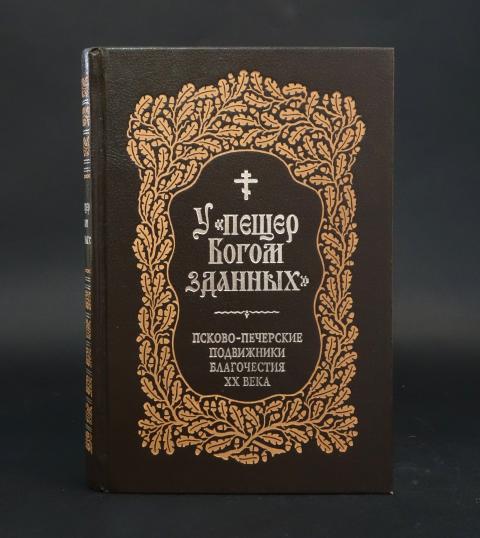 У «ПЕЩЕР
БОГОМ
ЗДАННЫХ»
ПСКОВО-ПЕЧЕРСКИЕ
ПОДВИЖНИКИ
БЛАГОЧЕСТИЯ
XX ВЕКА